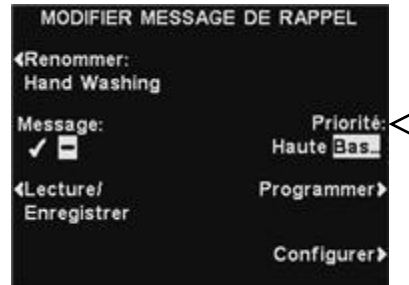 MODIFIER MESSAGE DE RAPPEL
Renommer:
Hand Washing
Message:
Priorité:
Haute Bas…
Lecture/
Enregistrer
Programmer
Configurer